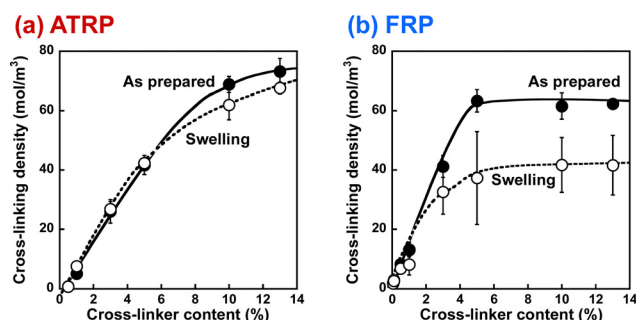 (a) ATRP
Cross-linking density (mol/m³)
80
60
40
20
0
As prepared
Swelling
0 2 4 6 8 10 12 14
Cross-linker content (%)
(b) FRP
Cross-linking density (mol/m³)
80
60
40
20
0
As prepared
Swelling
0 2 4 6 8 10 12 14
Cross-linker content (%)